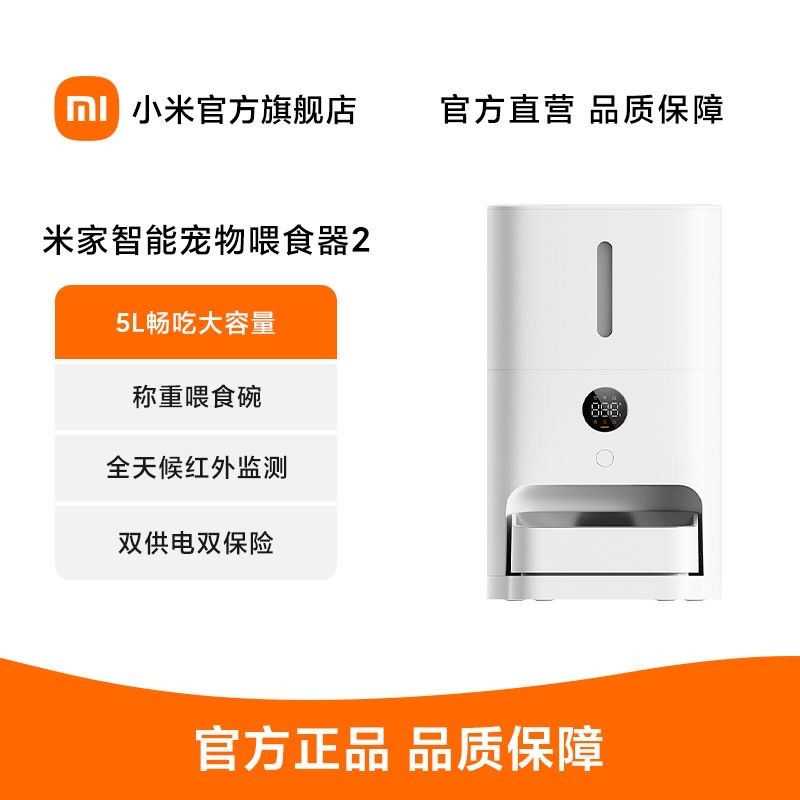 mi 小米官方旗舰店
官方直营 品质保障
米家智能宠物喂食器2
5L畅吃大容量
称重喂食碗
全天候红外监测
双供电双保险
888
官方正品 品质保障